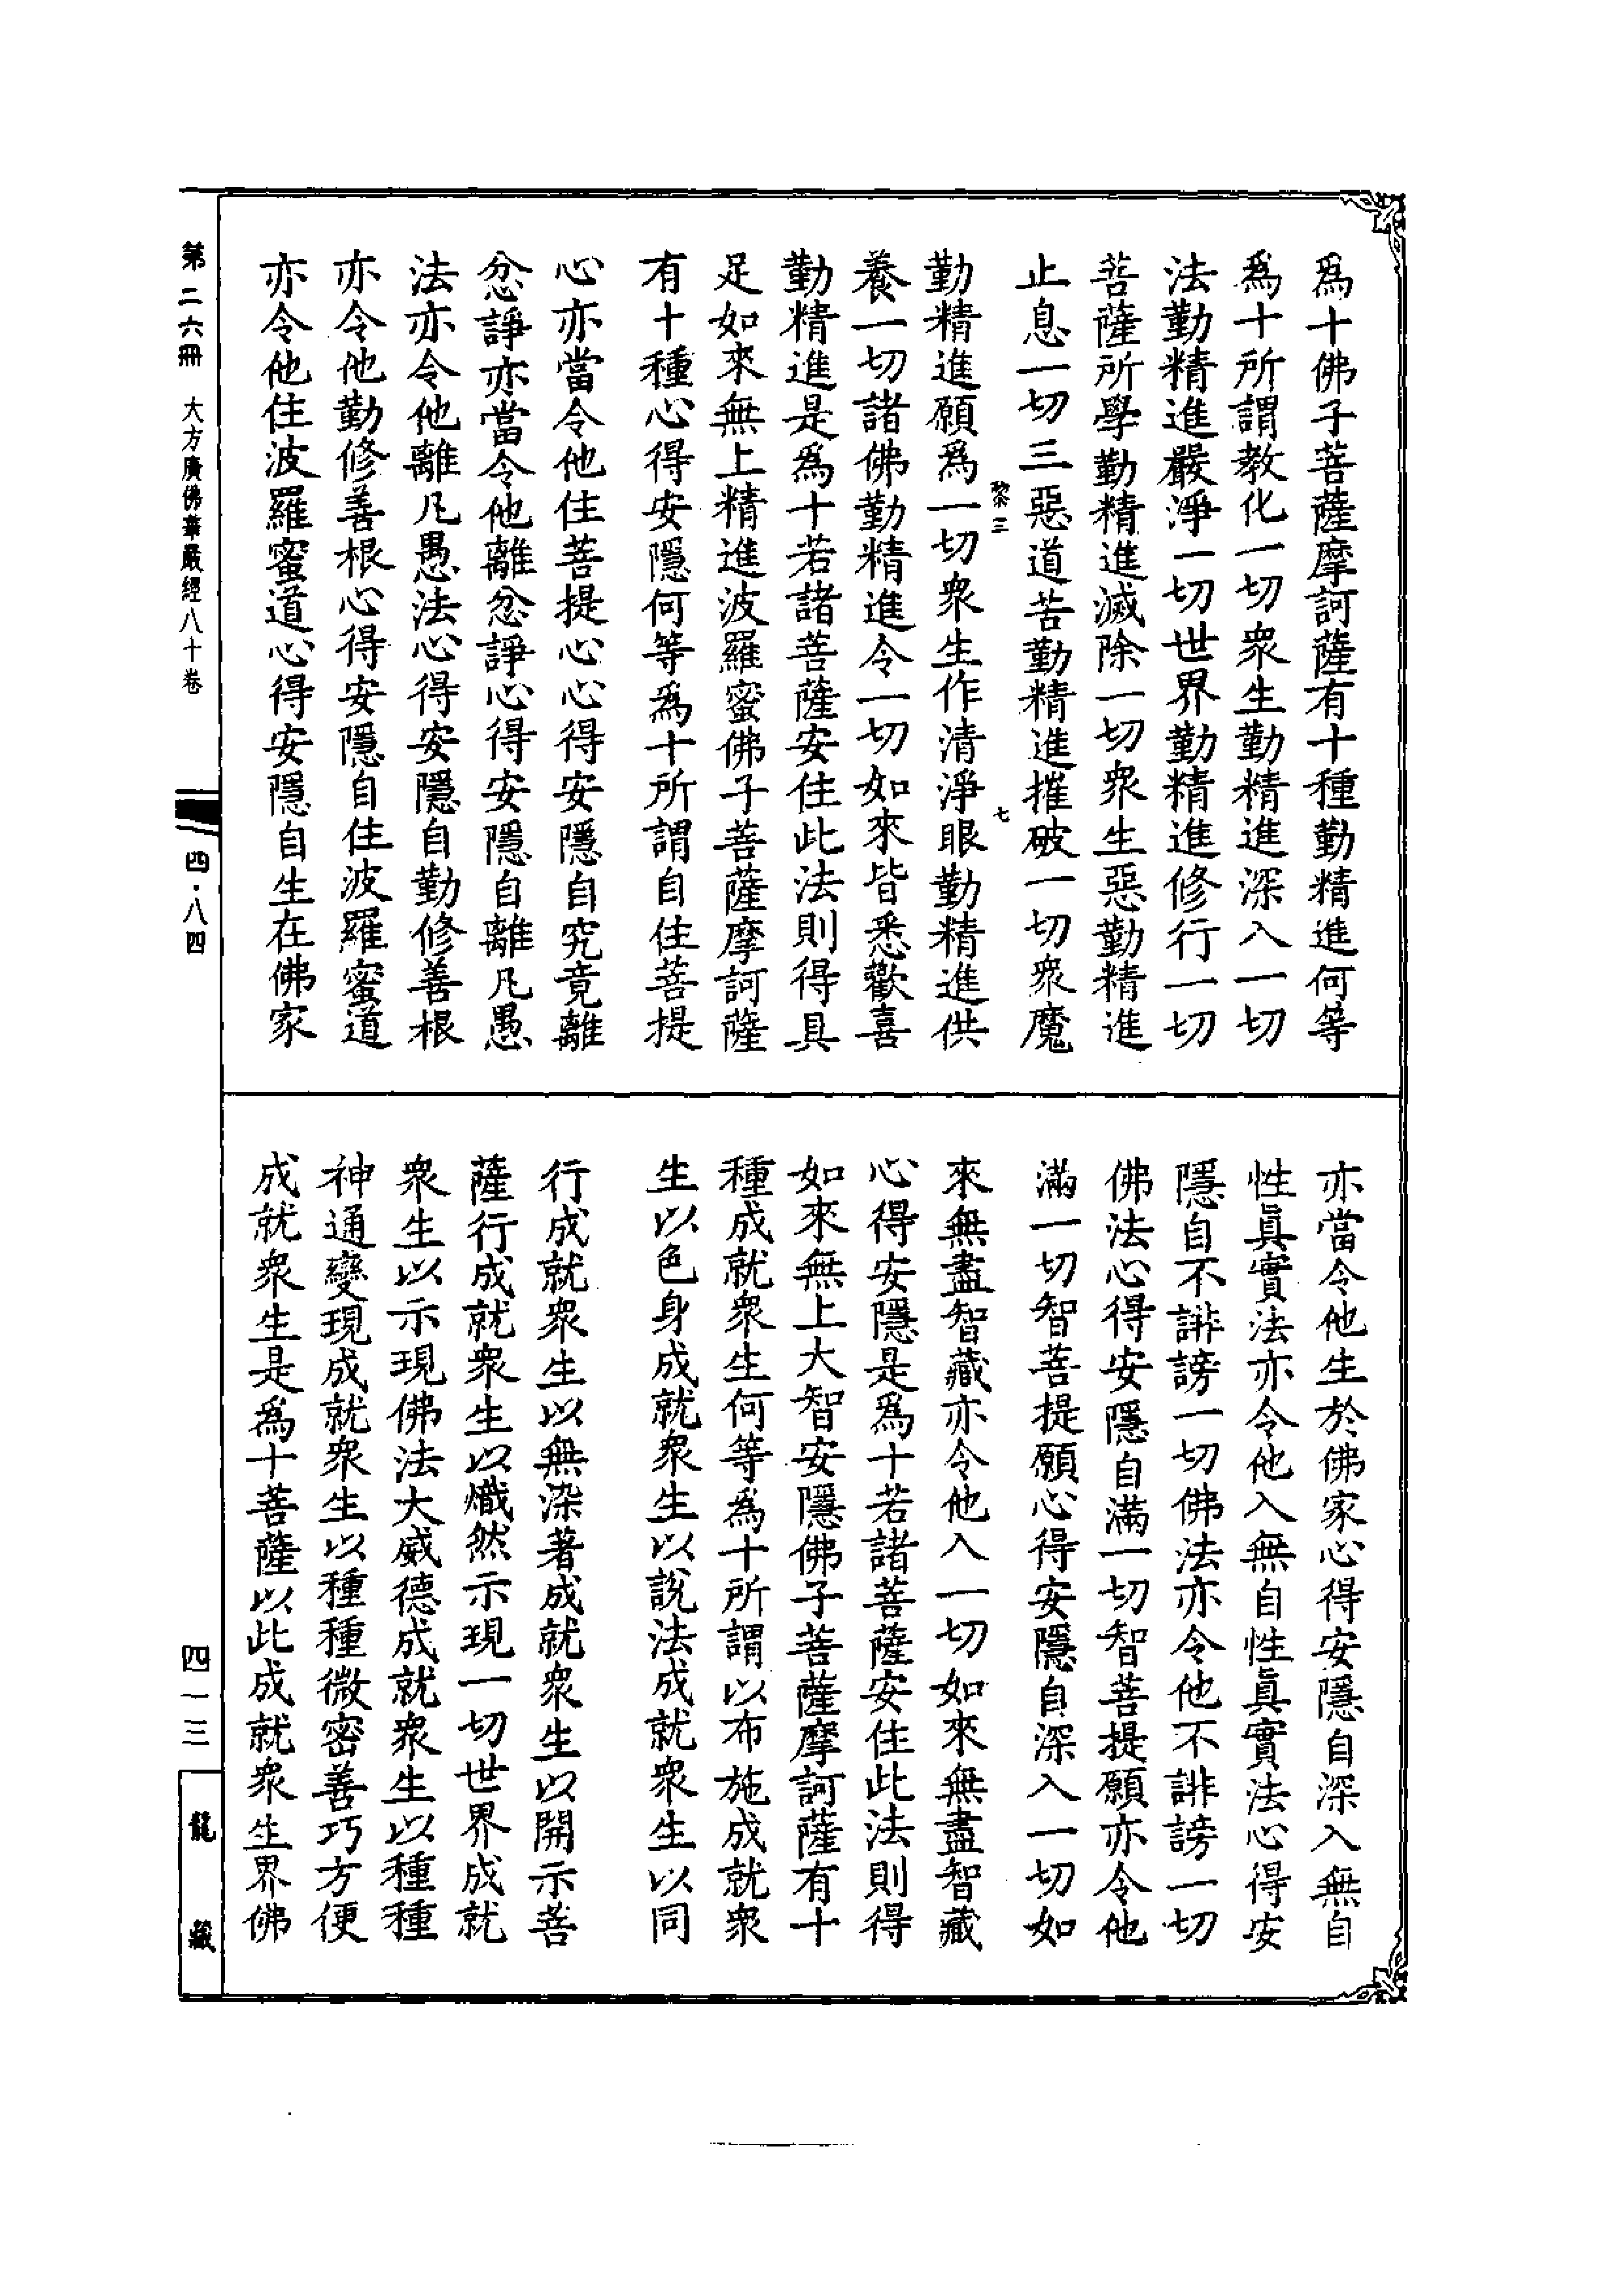 爲十佛子菩薩摩訶薩有十種勤精進何等
爲十所謂教化一切衆生勤精進深入一切
法勤精進嚴淨一切世界勤精進修行一切
菩薩所學勤精進滅除一切衆生惡勤精進
止息一切三惡道苦勤精進摧破一切衆魔
黎三 七
勤精進願爲一切衆生作清淨眼勤精進供
養一切諸佛勤精進令一切如來皆悉歡喜
勤精進是爲十若諸菩薩安住此法則得具
足如來無上精進波羅蜜佛子菩薩摩訶薩
有十種心得安隱何等爲十所謂自住菩提
心亦當令他住菩提心心得安隱自究竟離
忿諍亦當令他離忿諍心得安隱自離凡愚
法亦令他離凡愚法心得安隱自勤修善根
亦令他勤修善根心得安隱自住波羅蜜道
亦令他住波羅蜜道心得安隱自生在佛家
亦當令他生於佛家心得安隱自深入無自
性眞實法亦令他入無自性眞實法心得安
隱自不誹謗一切佛法亦令他不誹謗一切
佛法心得安隱自滿一切智菩提願亦令他
滿一切智菩提願心得安隱自深入一切如
來無盡智藏亦令他入一切如來無盡智藏
心得安隱是爲十若諸菩薩安住此法則得
如來無上大智安隱佛子菩薩摩訶薩有十
種成就衆生何等爲十所謂以布施成就衆
生以色身成就衆生以說法成就衆生以同
行成就衆生以無染著成就衆生以開示菩
薩行成就衆生以熾然示現一切世界成就
衆生以示現佛法大威德成就衆生以種種
神通變現成就衆生以種種微密善巧方便
成就衆生是爲十菩薩以此成就衆生界佛
第二六冊 大方廣佛華嚴經八十卷 四·八四 四一三 龍藏